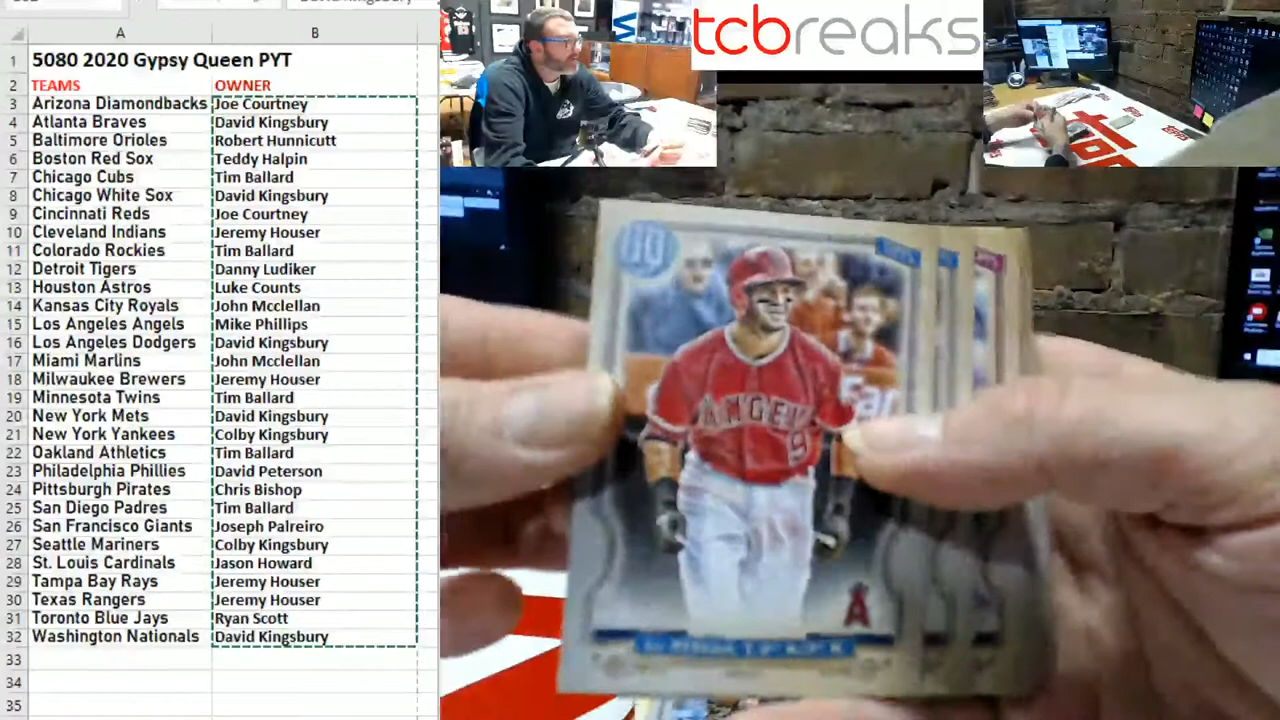 A B
1 5080 2020 Gypsy Queen PYT
2 TEAMS OWNER
3 Arizona Diamondbacks Joe Courtney
4 Atlanta Braves David Kingsbury
5 Baltimore Orioles Robert Hunnicutt
6 Boston Red Sox Teddy Halpin
7 Chicago Cubs Tim Ballard
8 Chicago White Sox David Kingsbury
9 Cincinnati Reds Joe Courtney
10 Cleveland Indians Jeremy Houser
11 Colorado Rockies Tim Ballard
12 Detroit Tigers Danny Ludiker
13 Houston Astros Luke Counts
14 Kansas City Royals John Mcclellan
15 Los Angeles Angels Mike Phillips
16 Los Angeles Dodgers David Kingsbury
17 Miami Marlins John Mcclellan
18 Milwaukee Brewers Jeremy Houser
19 Minnesota Twins Tim Ballard
20 New York Mets David Kingsbury
21 New York Yankees Colby Kingsbury
22 Oakland Athletics Tim Ballard
23 Philadelphia Phillies David Peterson
24 Pittsburgh Pirates Chris Bishop
25 San Diego Padres Tim Ballard
26 San Francisco Giants Joseph Palreiro
27 Seattle Mariners Colby Kingsbury
28 St. Louis Cardinals Jason Howard
29 Tampa Bay Rays Jeremy Houser
30 Texas Rangers Jeremy Houser
31 Toronto Blue Jays Ryan Scott
32 Washington Nationals David Kingsbury
33
34
35
tcbreaks
GQ
ANGELS
9
A